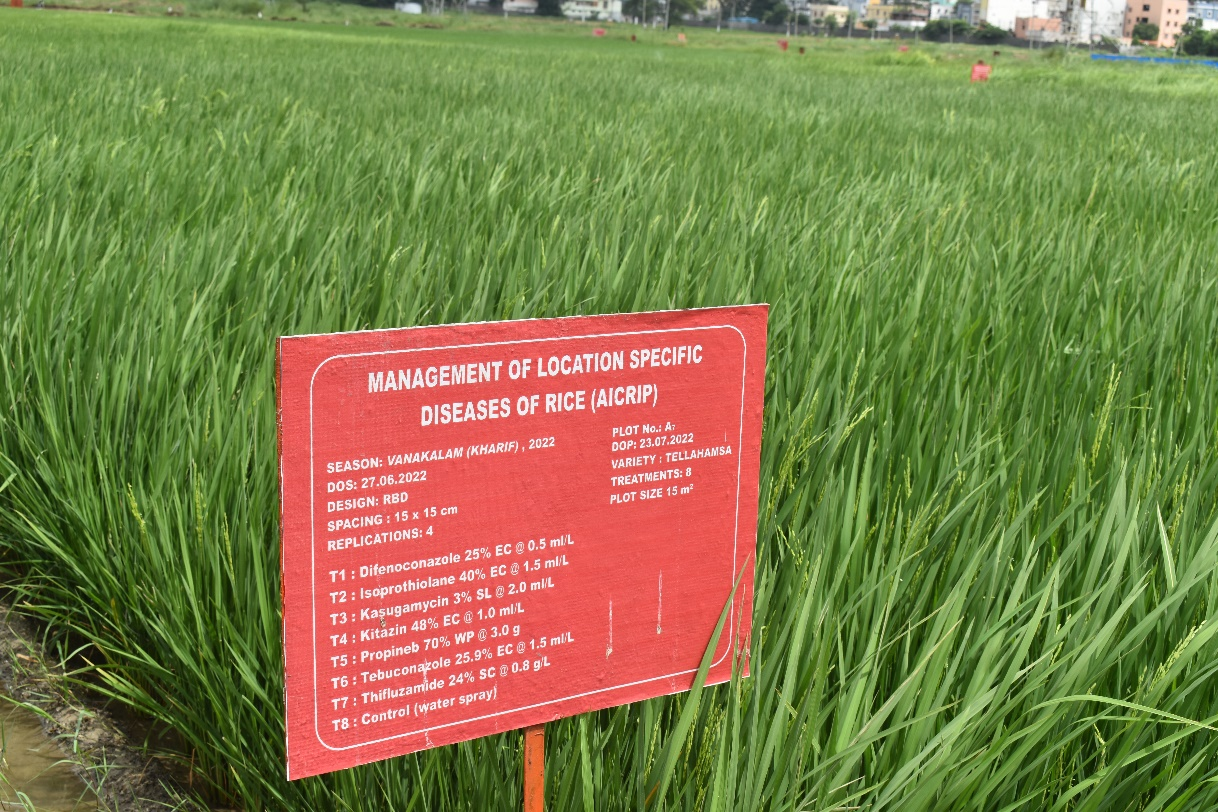 MANAGEMENT OF LOCATION SPECIFIC
DISEASES OF RICE (AICRIP)
SEASON: VANAKALAM (KHARIF) , 2022
DOS: 27.06.2022
DESIGN: RBD
SPACING : 15 x 15 cm
REPLICATIONS: 4
PLOT No.: A₇
DOP: 23.07.2022
VARIETY : TELLAHAMSA
TREATMENTS: 8
PLOT SIZE 15 m²
T1 : Difenoconazole 25% EC @ 0.5 ml/L
T2 : Isoprothiolane 40% EC @ 1.5 ml/L
T3 : Kasugamycin 3% SL @ 2.0 ml/L
T4 : Kitazin 48% EC @ 1.0 ml/L
T5 : Propineb 70% WP @ 3.0 g
T6 : Tebuconazole 25.9% EC @ 1.5 ml/L
T7 : Thifluzamide 24% SC @ 0.8 g/L
T8 : Control (water spray)